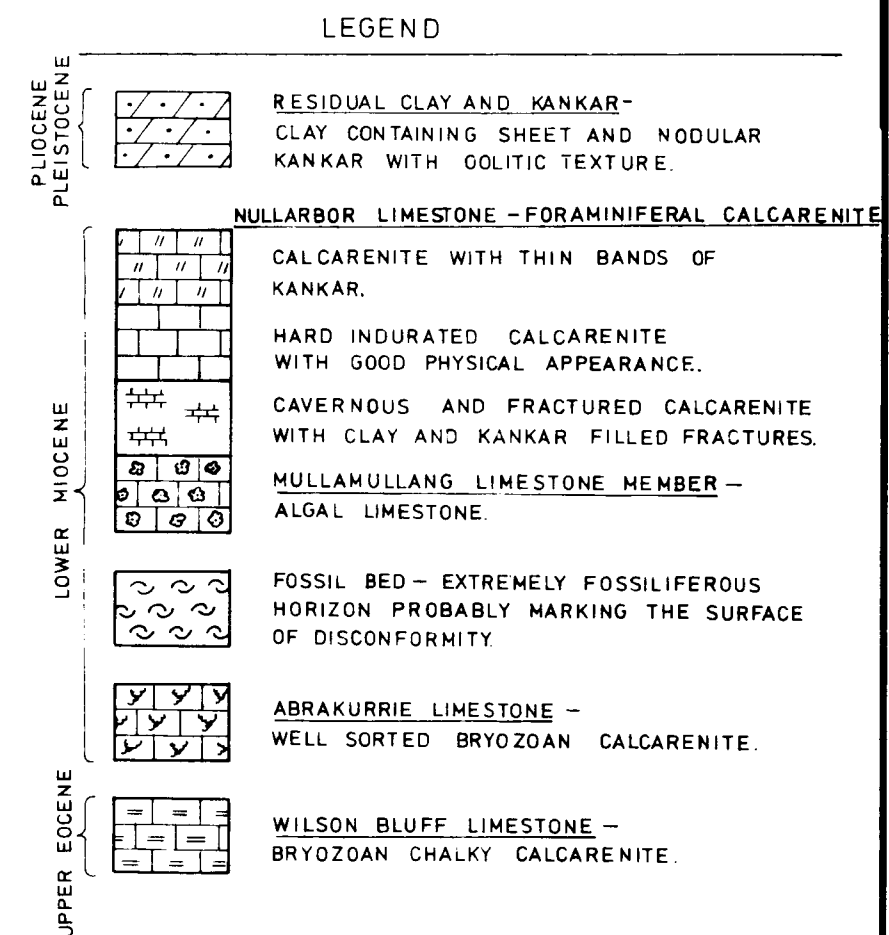 LEGEND
PLIOCENE
PLEISTOCENE
RESIDUAL CLAY AND KANKAR-
CLAY CONTAINING SHEET AND NODULAR
KANKAR WITH OOLITIC TEXTURE.
NULLARBOR LIMESTONE - FORAMINIFERAL CALCARENITE
LOWER MIOCENE
CALCARENITE WITH THIN BANDS OF
KANKAR.
HARD INDURATED CALCARENITE
WITH GOOD PHYSICAL APPEARANCE.
CAVERNOUS AND FRACTURED CALCARENITE
WITH CLAY AND KANKAR FILLED FRACTURES.
MULLAMULLANG LIMESTONE MEMBER -
ALGAL LIMESTONE.
FOSSIL BED - EXTREMELY FOSSILIFEROUS
HORIZON PROBABLY MARKING THE SURFACE
OF DISCONFORMITY.
ABRAKURRIE LIMESTONE -
WELL SORTED BRYOZOAN CALCARENITE.
UPPER EOCENE
WILSON BLUFF LIMESTONE -
BRYOZOAN CHALKY CALCARENITE.